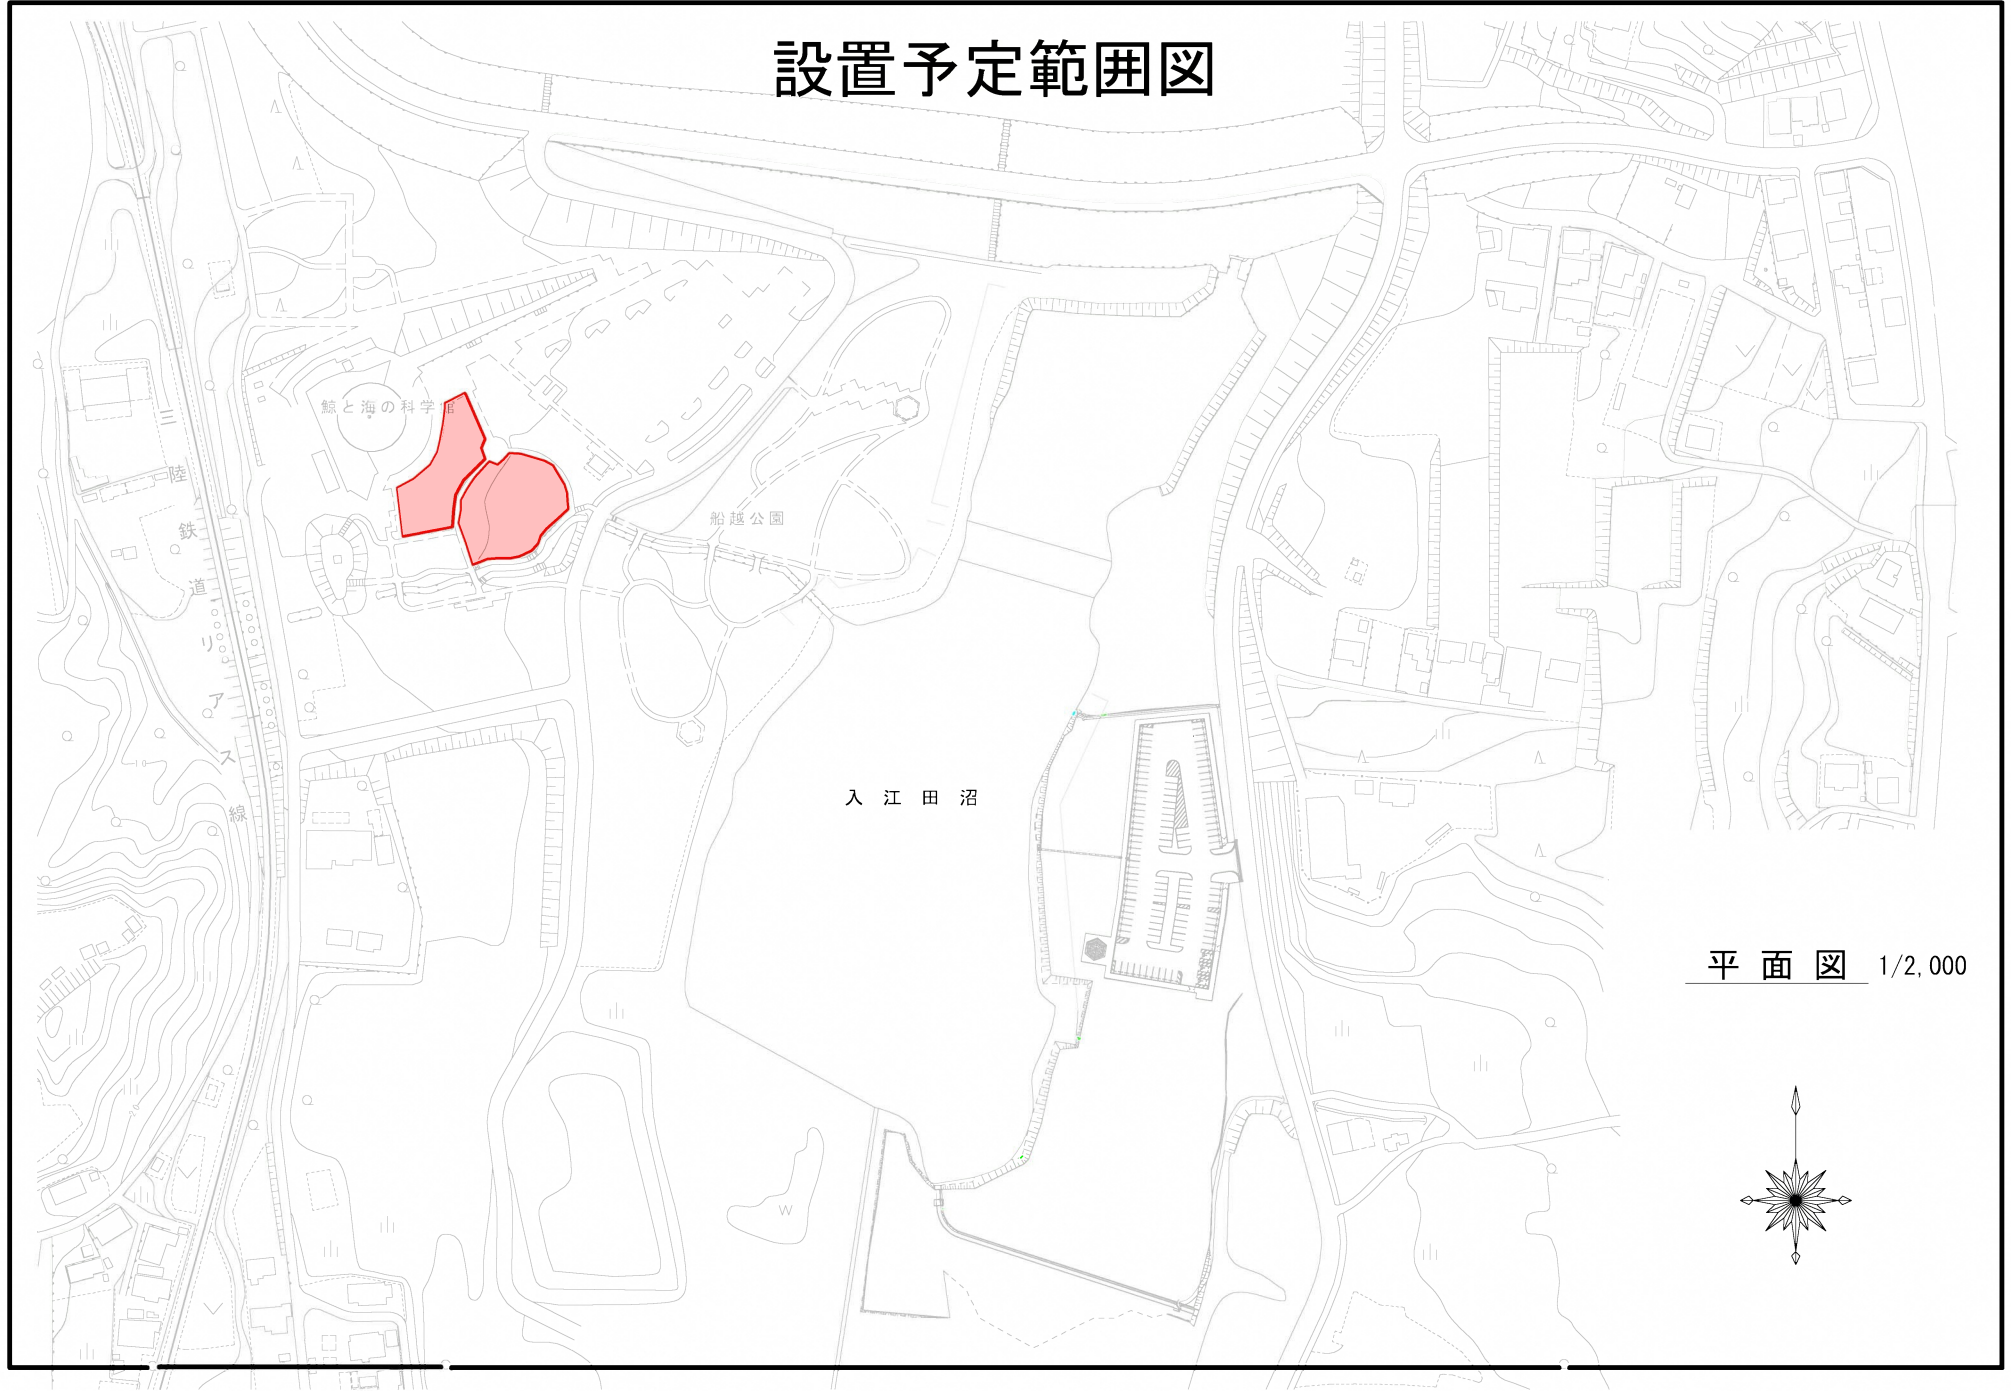 設置予定範囲図
鯨と海の科学館
三陸鉄道リアス線
船越公園
入江田沼
W
平面図 1/2,000